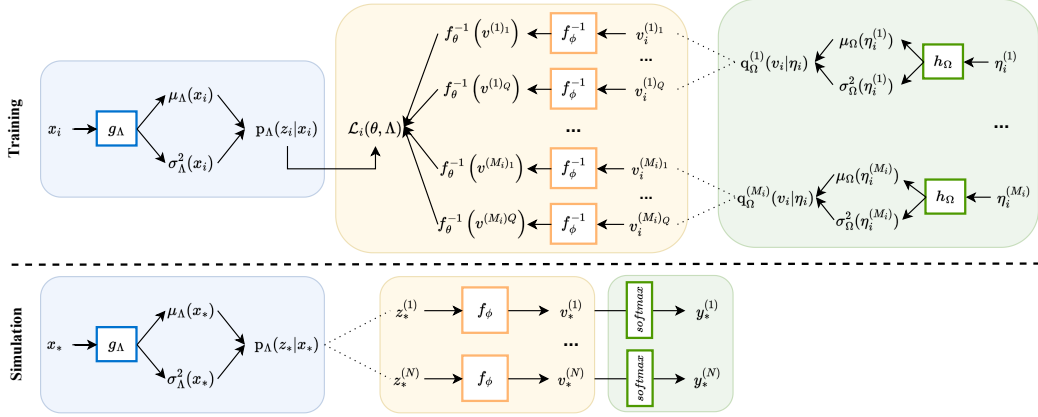 Training
x_i
g_Λ
μ_Λ(x_i)
σ²_Λ(x_i)
p_Λ(z_i|x_i)
ℒ_i(θ, Λ)
f_θ^{-1}(v^{(1)_1})
f_ϕ^{-1}
v_i^{(1)_1}
...
f_θ^{-1}(v^{(1)_Q})
f_ϕ^{-1}
v_i^{(1)_Q}
...
f_θ^{-1}(v^{(M_i)_1})
f_ϕ^{-1}
v_i^{(M_i)_1}
...
f_θ^{-1}(v^{(M_i)Q})
f_ϕ^{-1}
v_i^{(M_i)_Q}
q_Ω^{(1)}(v_i|η_i)
μ_Ω(η_i^{(1)})
σ²_Ω(η_i^{(1)})
h_Ω
η_i^{(1)}
...
q_Ω^{(M_i)}(v_i|η_i)
μ_Ω(η_i^{(M_i)})
σ²_Ω(η_i^{(M_i)})
h_Ω
η_i^{(M_i)}
Simulation
x_*
g_Λ
μ_Λ(x_*)
σ²_Λ(x_*)
p_Λ(z_*|x_*)
z_*^{(1)}
f_ϕ
v_*^{(1)}
softmax
y_*^{(1)}
...
z_*^{(N)}
f_ϕ
v_*^{(N)}
softmax
y_*^{(N)}